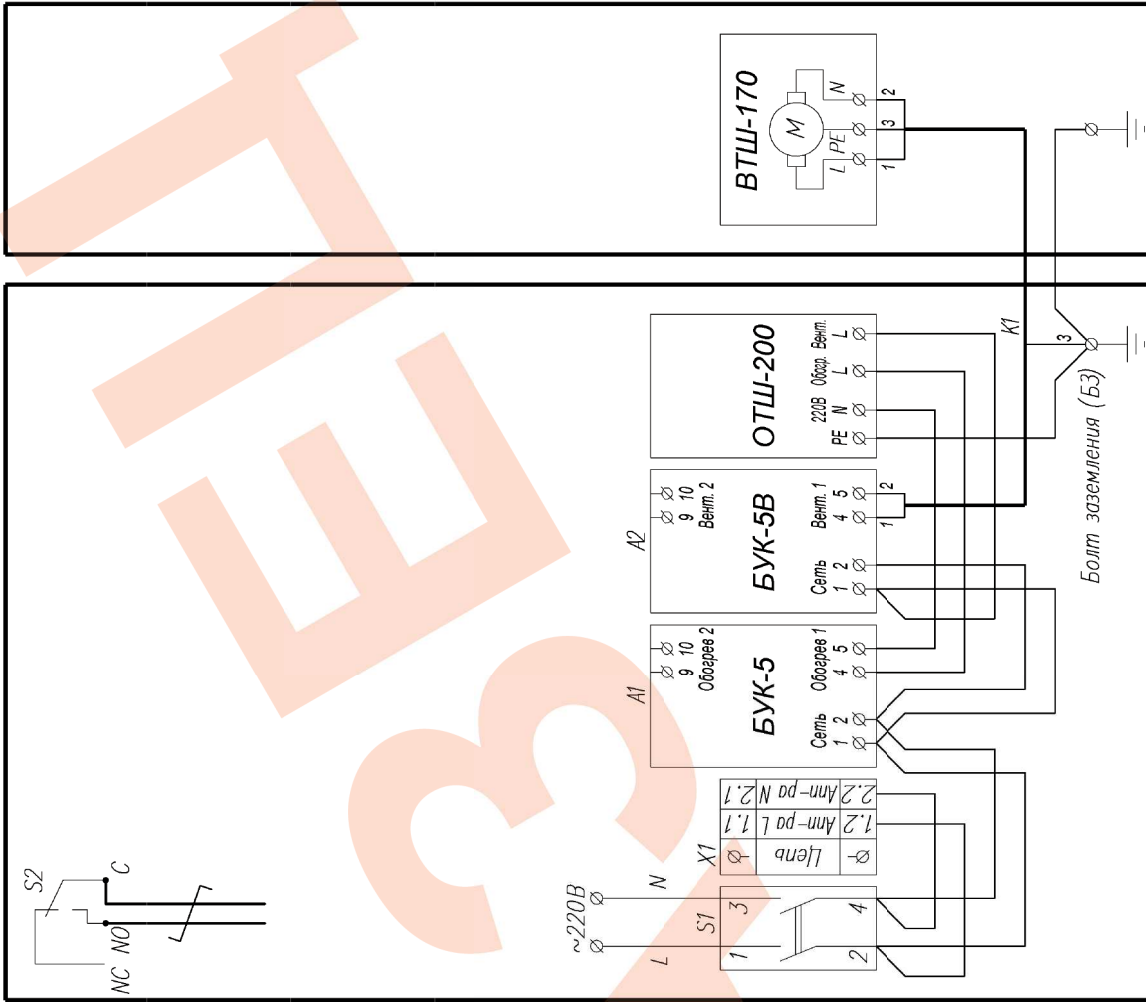 S2
NC NO C
~220В
L N
S1
1 3
2 4
X1
Цепь
Апп-ра L
Апп-ра N
1.1
2.1
1.2
2.2
A1
9 10
Обогрев 2
БУК-5
Сеть
1 2
Обогрев 1
4 5
A2
9 10
Вент. 2
БУК-5В
Сеть
1 2
Вент. 1
4 5
1 2
ОТШ-200
220В Обогр. Вент.
PE N L L
K1
3
Болт заземления (БЗ)
ВТШ-170
M
L PE N
1 3 2
ЗЕТ